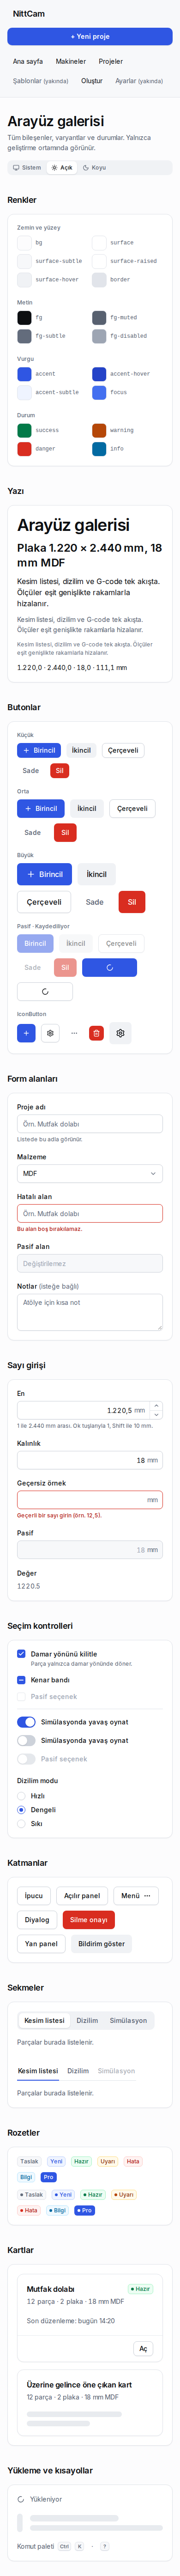 NittCam
+ Yeni proje
Ana sayfa Makineler Projeler
Şablonlar (yakında) Oluştur Ayarlar (yakında)
Arayüz galerisi
Tüm bileşenler, varyantlar ve durumlar. Yalnızca
geliştirme ortamında görünür.
Sistem Açık Koyu
Renkler
Zemin ve yüzey
bg surface
surface-subtle surface-raised
surface-hover border
Metin
fg fg-muted
fg-subtle fg-disabled
Vurgu
accent accent-hover
accent-subtle focus
Durum
success warning
danger info
Yazı
Arayüz galerisi
Plaka 1.220 × 2.440 mm, 18
mm MDF
Kesim listesi, dizilim ve G-code tek akışta.
Ölçüler eşit genişlikte rakamlarla
hizalanır.
Kesim listesi, dizilim ve G-code tek akışta.
Ölçüler eşit genişlikte rakamlarla hizalanır.
Kesim listesi, dizilim ve G-code tek akışta. Ölçüler
eşit genişlikte rakamlarla hizalanır.
1.220,0 · 2.440,0 · 18,0 · 111,1 mm
Butonlar
Küçük
Birincil İkincil Çerçeveli
Sade Sil
Orta
Birincil İkincil Çerçeveli
Sade Sil
Büyük
Birincil İkincil
Çerçeveli Sade Sil
Pasif · Kaydediliyor
Birincil İkincil Çerçeveli
Sade Sil
IconButton
Form alanları
Proje adı
Örn. Mutfak dolabı
Listede bu adla görünür.
Malzeme
MDF
Hatalı alan
Örn. Mutfak dolabı
Bu alan boş bırakılamaz.
Pasif alan
Değiştirilemez
Notlar (isteğe bağlı)
Atölye için kısa not
Sayı girişi
En
1.220,5 mm
1 ile 2.440 mm arası. Ok tuşlarıyla 1, Shift ile 10 mm.
Kalınlık
18 mm
Geçersiz örnek
mm
Geçerli bir sayı girin (örn. 12,5).
Pasif
18 mm
Değer
1220.5
Seçim kontrolleri
Damar yönünü kilitle
Parça yalnızca damar yönünde döner.
Kenar bandı
Pasif seçenek
Simülasyonda yavaş oynat
Simülasyonda yavaş oynat
Pasif seçenek
Dizilim modu
Hızlı
Dengeli
Sıkı
Katmanlar
İpucu Açılır panel Menü
Diyalog Silme onayı
Yan panel Bildirim göster
Sekmeler
Kesim listesi Dizilim Simülasyon
Parçalar burada listelenir.
Kesim listesi Dizilim Simülasyon
Parçalar burada listelenir.
Rozetler
Taslak Yeni Hazır Uyarı Hata
Bilgi Pro
Taslak Yeni Hazır Uyarı
Hata Bilgi Pro
Kartlar
Mutfak dolabı Hazır
12 parça · 2 plaka · 18 mm MDF
Son düzenleme: bugün 14:20
Aç
Üzerine gelince öne çıkan kart
12 parça · 2 plaka · 18 mm MDF
Yükleme ve kısayollar
Yükleniyor
Komut paleti Ctrl K · ?